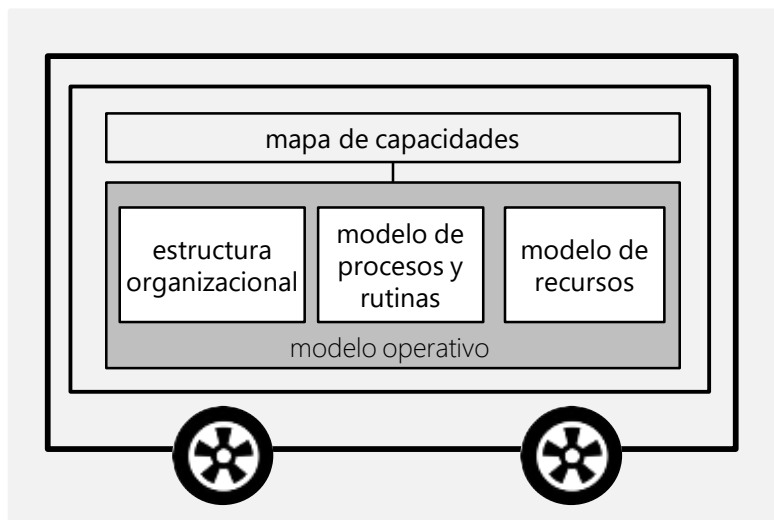 mapa de capacidades
estructura
organizacional
modelo de
procesos y
rutinas
modelo de
recursos
modelo operativo